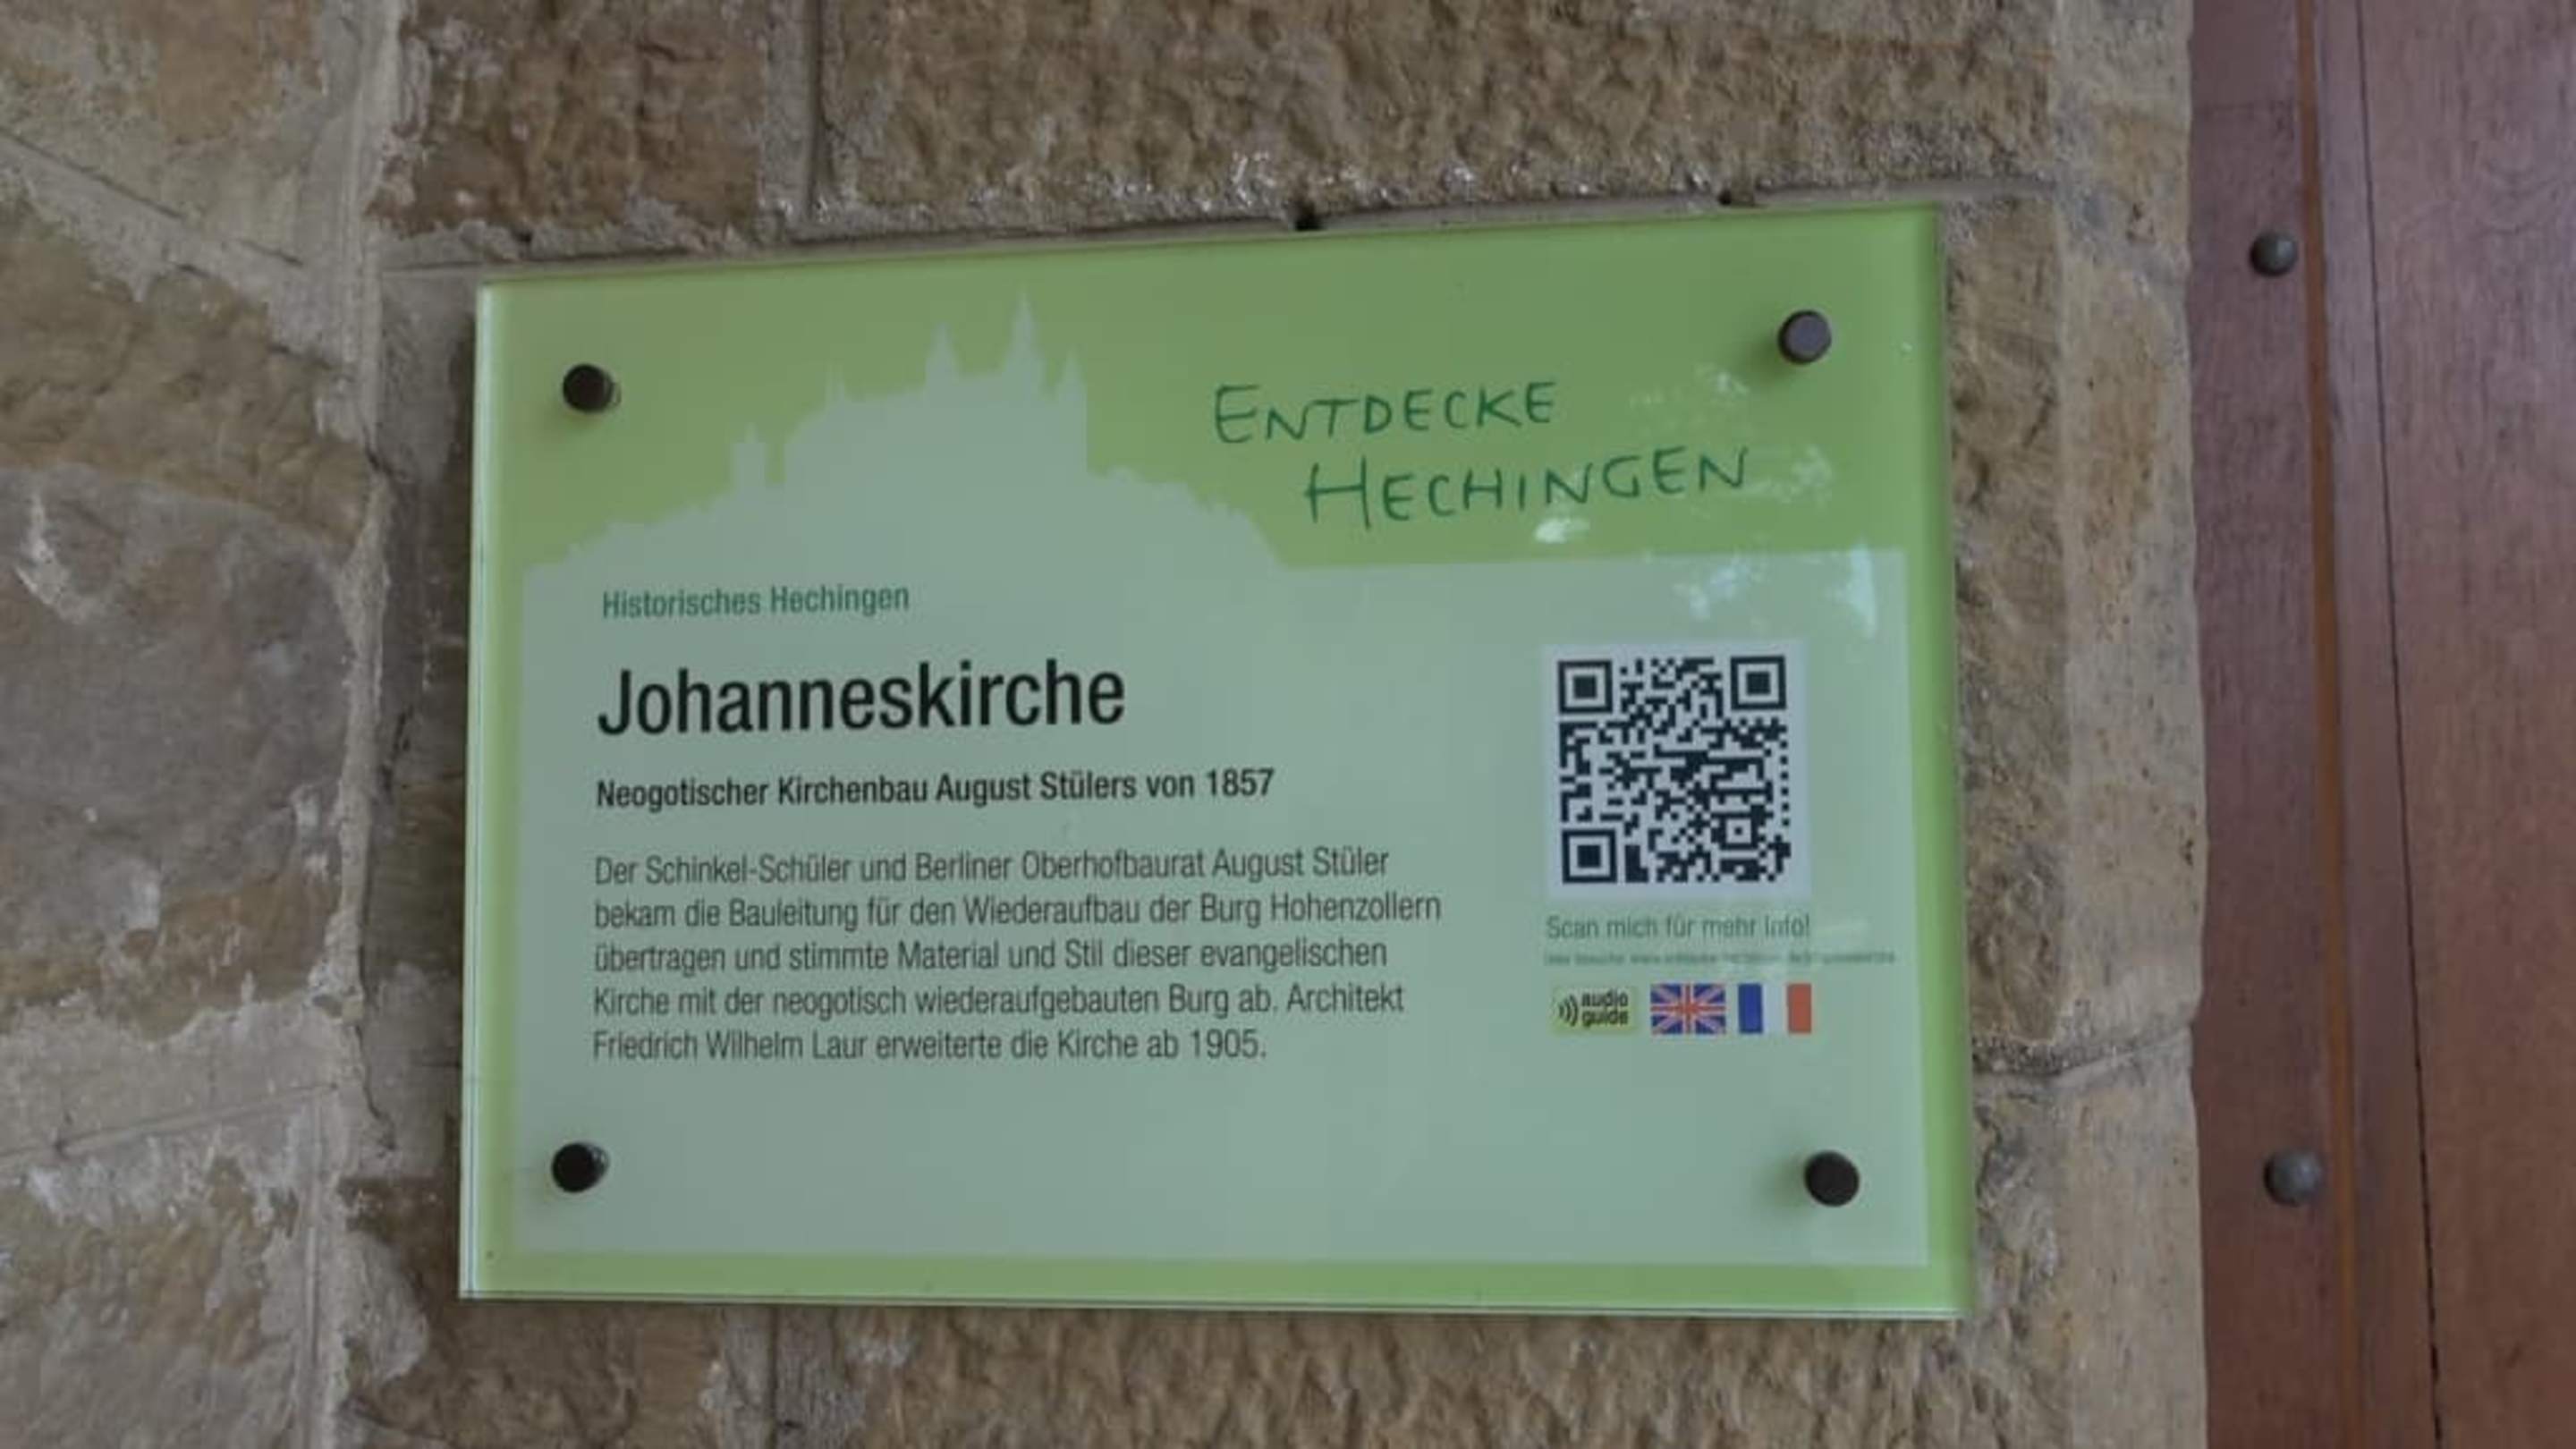 ENTDECKE
HECHINGEN
Historisches Hechingen
Johanneskirche
Neogotischer Kirchenbau August Stülers von 1857
Der Schinkel-Schüler und Berliner Oberhofbaurat August Stüler
bekam die Bauleitung für den Wiederaufbau der Burg Hohenzollern
übertragen und stimmte Material und Stil dieser evangelischen
Kirche mit der neogotisch wiederaufgebauten Burg ab. Architekt
Friedrich Wilhelm Laur erweiterte die Kirche ab 1905.
Scan mich für mehr Info!
audio
guide